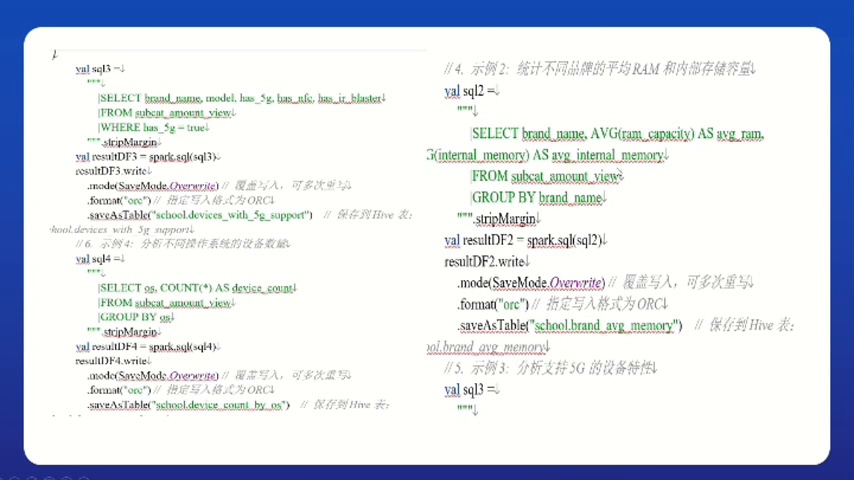 val sql3 =
"""
|SELECT brand_name, model, has_5g, has_nfc, has_ir_blaster
|FROM subcat_amount_view
|WHERE has_5g = true
""".stripMargin
val resultDF3 = spark.sql(sql3)
resultDF3.write
.mode(SaveMode.Overwrite) // 覆盖写入，可多次重写
.format("orc") // 指定写入格式为 ORC
.saveAsTable("school.devices_with_5g_support") // 保存到 Hive 表：
hool.devices_with_5g_support
// 6. 示例 4：分析不同操作系统的设备数量
val sql4 =
"""
|SELECT os, COUNT(*) AS device_count
|FROM subcat_amount_view
|GROUP BY os
""".stripMargin
val resultDF4 = spark.sql(sql4)
resultDF4.write
.mode(SaveMode.Overwrite) // 覆盖写入，可多次重写
.format("orc") // 指定写入格式为 ORC
.saveAsTable("school.device_count_by_os") // 保存到 Hive 表：
// 4. 示例 2：统计不同品牌的平均 RAM 和内部存储容量
val sql2 =
"""
|SELECT brand_name, AVG(ram_capacity) AS avg_ram,
G(internal_memory) AS avg_internal_memory
|FROM subcat_amount_view
|GROUP BY brand_name
""".stripMargin
val resultDF2 = spark.sql(sql2)
resultDF2.write
.mode(SaveMode.Overwrite) // 覆盖写入，可多次重写
.format("orc") // 指定写入格式为 ORC
.saveAsTable("school.brand_avg_memory") // 保存到 Hive 表：
ool.brand_avg_memory
// 5. 示例 3：分析支持 5G 的设备特性
val sql3 =
"""